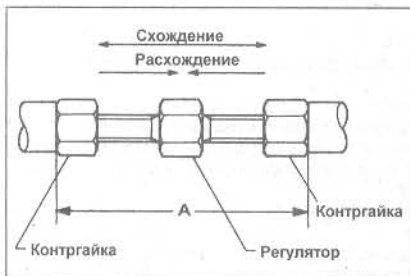 Схождение
Расхождение
А
Контргайка
Контргайка
Регулятор